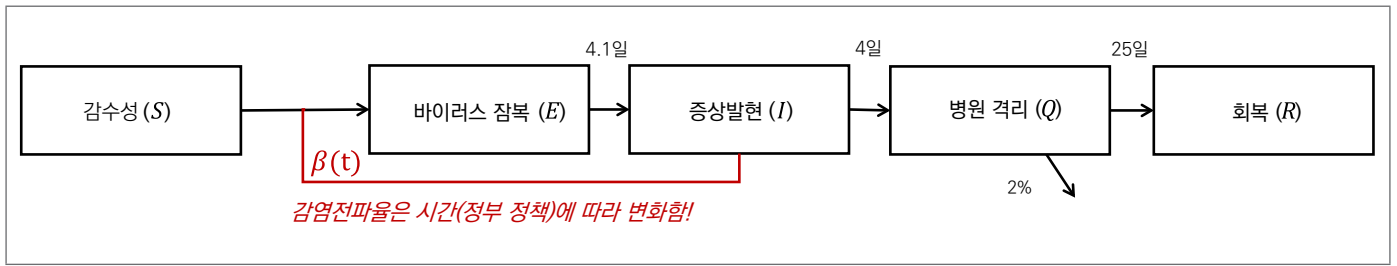 4.1일
4일
25일
감수성 (S)
바이러스 잠복 (E)
증상발현 (I)
병원 격리 (Q)
회복 (R)
β(t)
2%
감염전파율은 시간(정부 정책)에 따라 변화함!